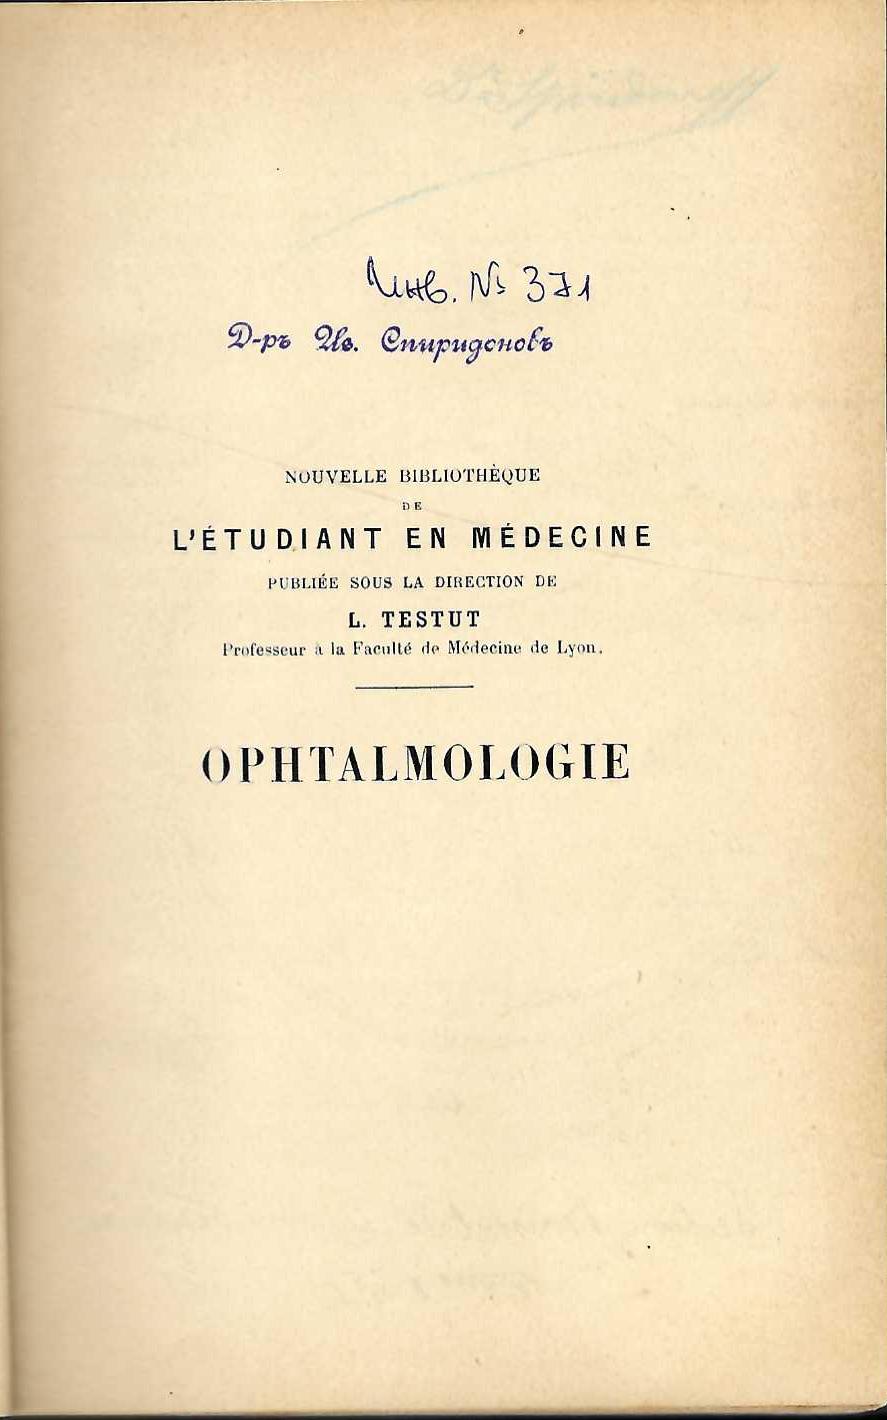 Инв. № 371
Д-ръ Ив. Спиридоновъ
NOUVELLE BIBLIOTHÈQUE
DE
L'ÉTUDIANT EN MÉDECINE
PUBLIÉE SOUS LA DIRECTION DE
L. TESTUT
Professeur à la Faculté de Médecine de Lyon.
OPHTALMOLOGIE